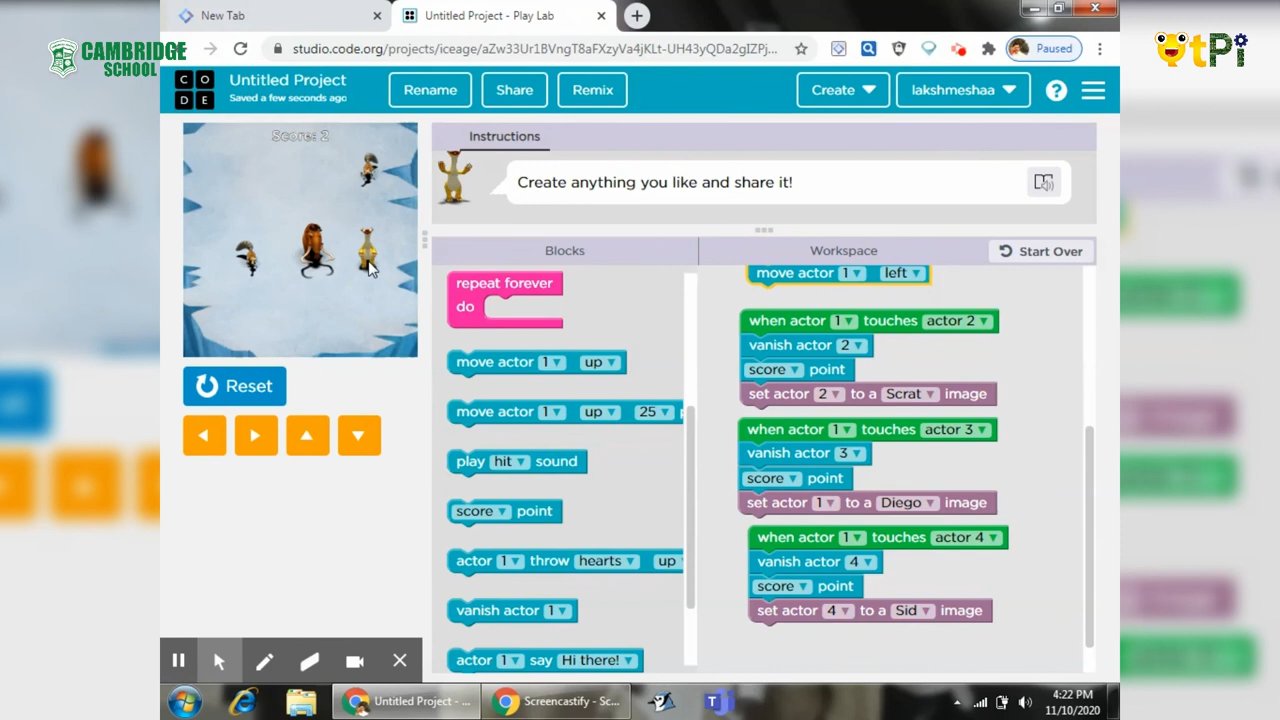 New Tab
Untitled Project - Play Lab
CAMBRIDGE
SCHOOL
studio.code.org/projects/iceage/aZw33Ur1BVngT8aFXzyVa4jKLt-UH43yQDa2gIZPj...
Paused
OtPi
C O
D E
Untitled Project
Saved a few seconds ago
Rename
Share
Remix
Create
lakshmeshaa
?
Score: 2
Instructions
Create anything you like and share it!
Blocks
Workspace
Start Over
Reset
repeat forever
do
move actor 1 up
move actor 1 up 25
play hit sound
score point
actor 1 throw hearts up
vanish actor 1
actor 1 say Hi there!
move actor 1 left
when actor 1 touches actor 2
vanish actor 2
score point
set actor 2 to a Scrat image
when actor 1 touches actor 3
vanish actor 3
score point
set actor 1 to a Diego image
when actor 1 touches actor 4
vanish actor 4
score point
set actor 4 to a Sid image
Untitled Project - ...
Screencastify - Sc...
4:22 PM
11/10/2020